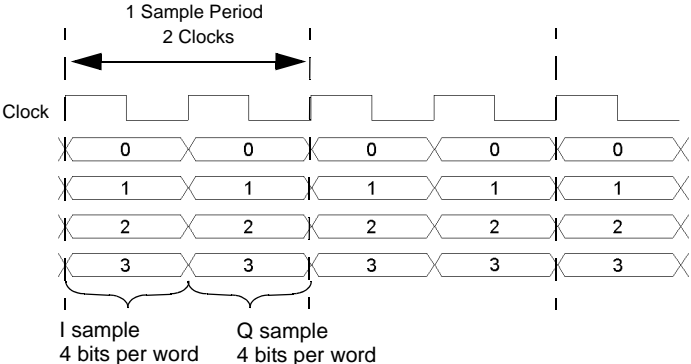 1 Sample Period
2 Clocks
Clock
0 0 0 0 0
1 1 1 1 1
2 2 2 2 2
3 3 3 3 3
I sample Q sample
4 bits per word 4 bits per word